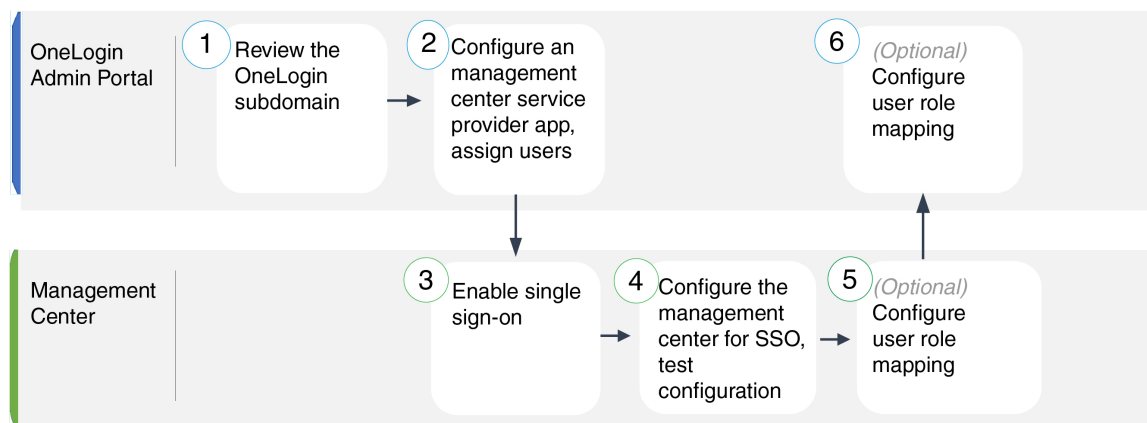 OneLogin
Admin Portal
1
Review the
OneLogin
subdomain
2
Configure an
management
center service
provider app,
assign users
6
(Optional)
Configure
user role
mapping
Management
Center
3
Enable single
sign-on
4
Configure the
management
center for SSO,
test
configuration
5
(Optional)
Configure
user role
mapping